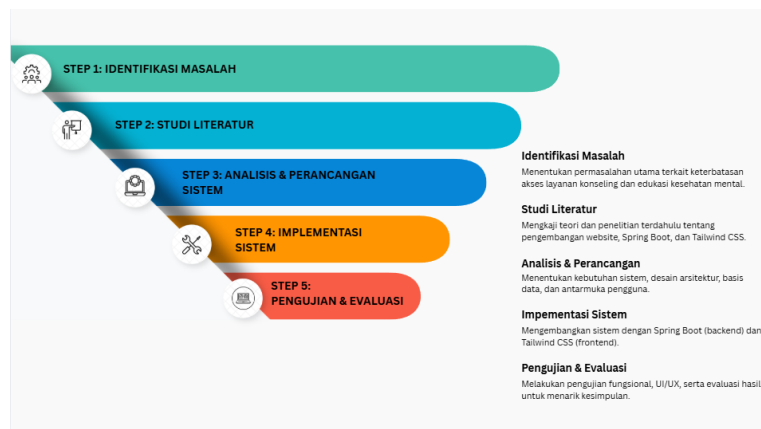 STEP 1: IDENTIFIKASI MASALAH
STEP 2: STUDI LITERATUR
STEP 3: ANALISIS & PERANCANGAN
SISTEM
STEP 4: IMPLEMENTASI
SISTEM
STEP 5:
PENGUJIAN & EVALUASI
Identifikasi Masalah
Menentukan permasalahan utama terkait keterbatasan
akses layanan konseling dan edukasi kesehatan mental.
Studi Literatur
Mengkaji teori dan penelitian terdahulu tentang
pengembangan website, Spring Boot, dan Tailwind CSS.
Analisis & Perancangan
Menentukan kebutuhan sistem, desain arsitektur, basis
data, dan antarmuka pengguna.
Impementasi Sistem
Mengembangkan sistem dengan Spring Boot (backend) dan
Tailwind CSS (frontend).
Pengujian & Evaluasi
Melakukan pengujian fungsional, UI/UX, serta evaluasi hasil
untuk menarik kesimpulan.